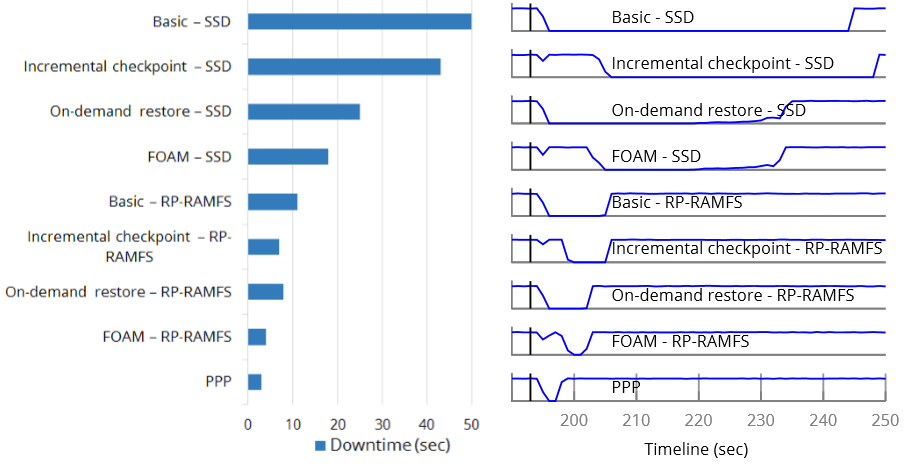 Basic – SSD
Incremental checkpoint – SSD
On-demand restore – SSD
FOAM – SSD
Basic – RP-RAMFS
Incremental checkpoint – RP-
RAMFS
On-demand restore – RP-RAMFS
FOAM – RP-RAMFS
PPP
0 10 20 30 40 50
Downtime (sec)
Basic - SSD
Incremental checkpoint - SSD
On-demand restore - SSD
FOAM - SSD
Basic - RP-RAMFS
Incremental checkpoint - RP-RAMFS
On-demand restore - RP-RAMFS
FOAM - RP-RAMFS
PPP
200 210 220 230 240 250
Timeline (sec)